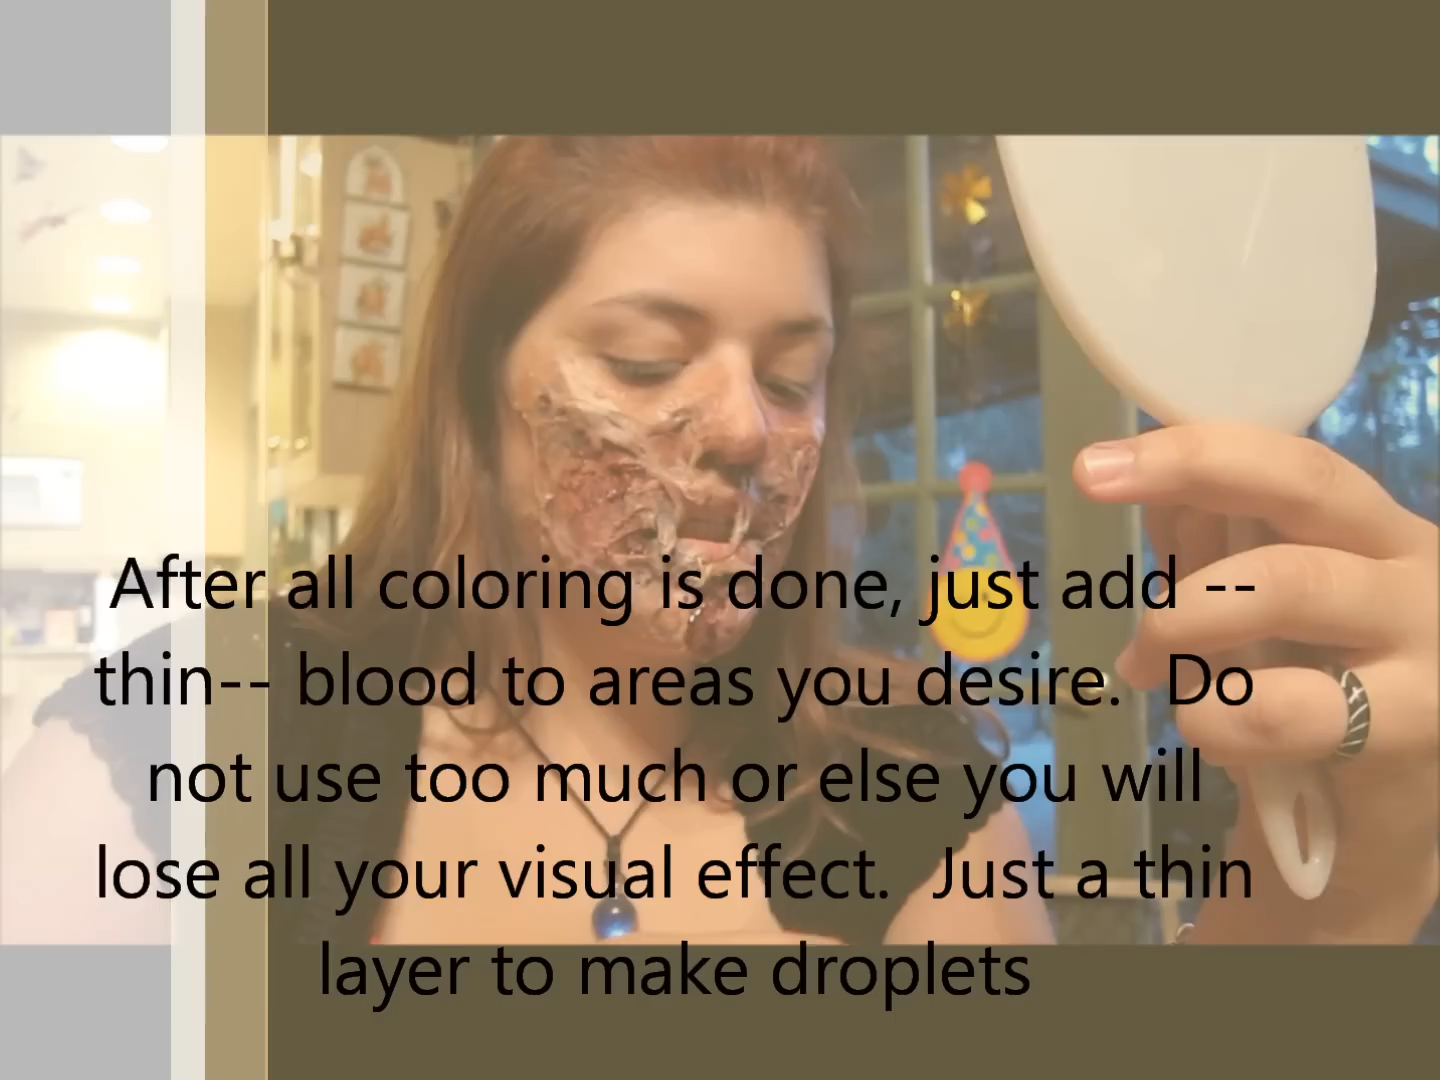 After all coloring is done, just add --
thin-- blood to areas you desire.  Do
not use too much or else you will
lose all your visual effect.  Just a thin
layer to make droplets